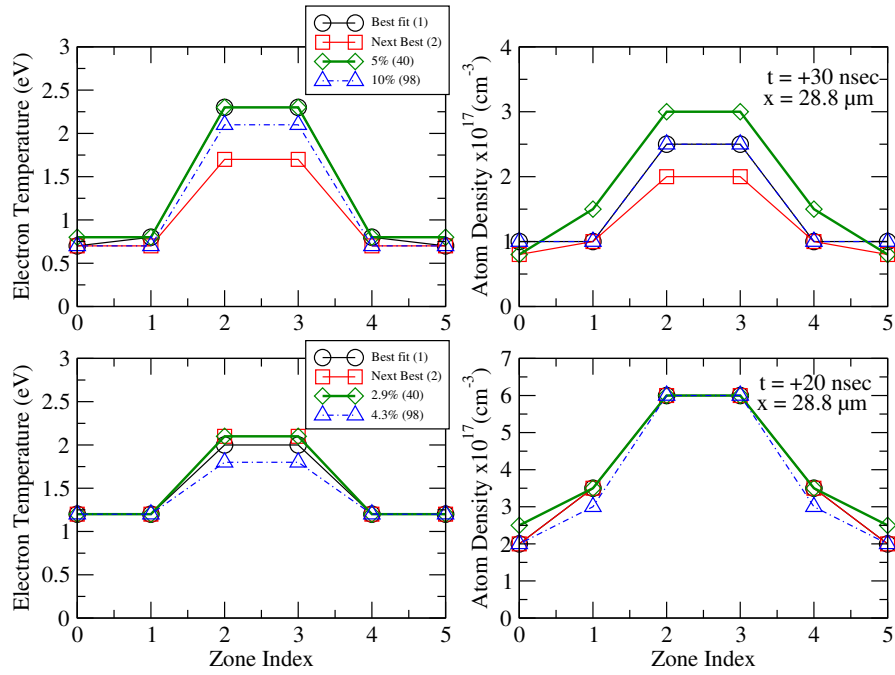 Best fit (1)
Next Best (2)
5% (40)
10% (98)
Electron Temperature (eV)
3
2.5
2
1.5
1
0.5
0
0 1 2 3 4 5
t = +30 nsec
x = 28.8 µm
Atom Density x10^17 (cm^-3)
4
3
2
1
0
0 1 2 3 4 5
Best fit (1)
Next Best (2)
2.9% (40)
4.3% (98)
Electron Temperature (eV)
3
2.5
2
1.5
1
0.5
0
0 1 2 3 4 5
Zone Index
t = +20 nsec
x = 28.8 µm
Atom Density x10^17 (cm^-3)
7
6
5
4
3
2
1
0
0 1 2 3 4 5
Zone Index